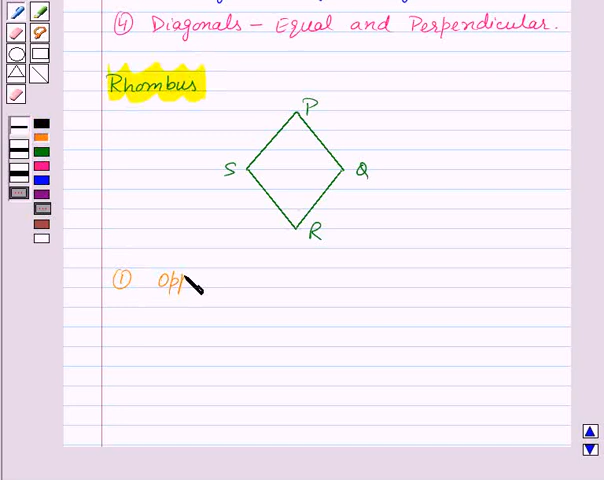 ④ Diagonals – Equal and Perpendicular.
Rhombus
P
S Q
R
① Opp